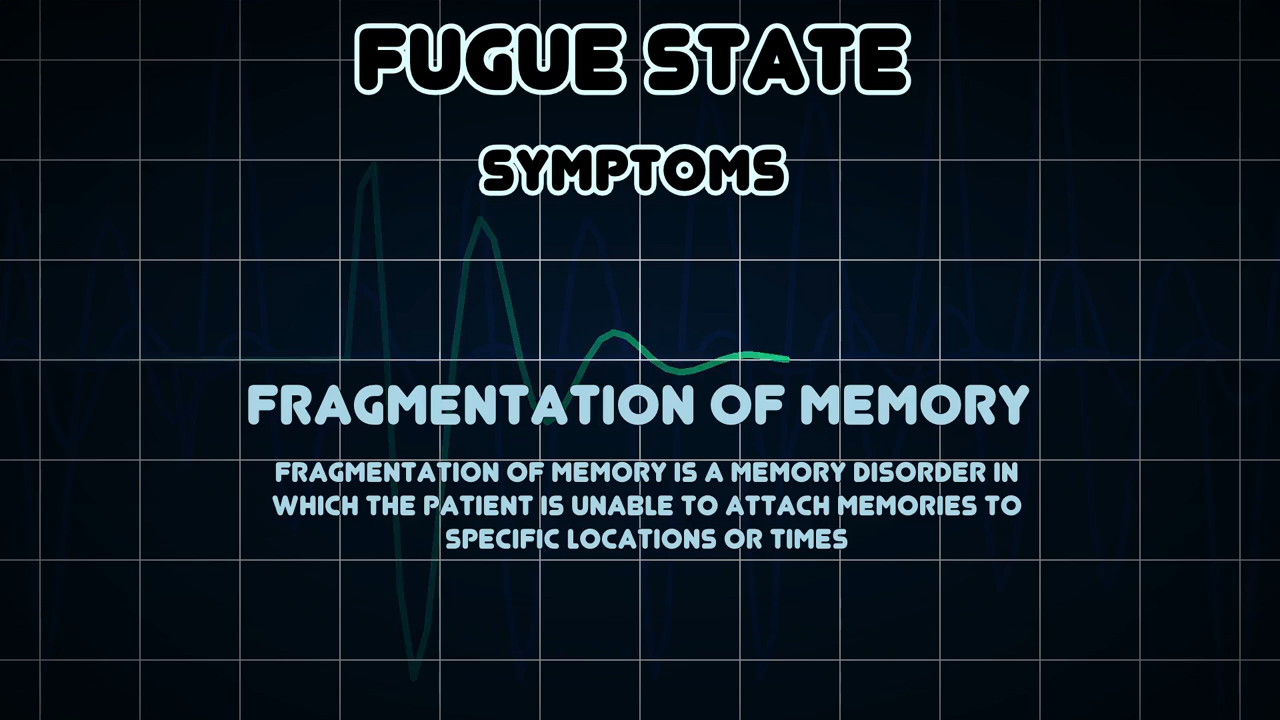 FUGUE STATE
SYMPTOMS
FRAGMENTATION OF MEMORY
FRAGMENTATION OF MEMORY IS A MEMORY DISORDER IN
WHICH THE PATIENT IS UNABLE TO ATTACH MEMORIES TO
SPECIFIC LOCATIONS OR TIMES